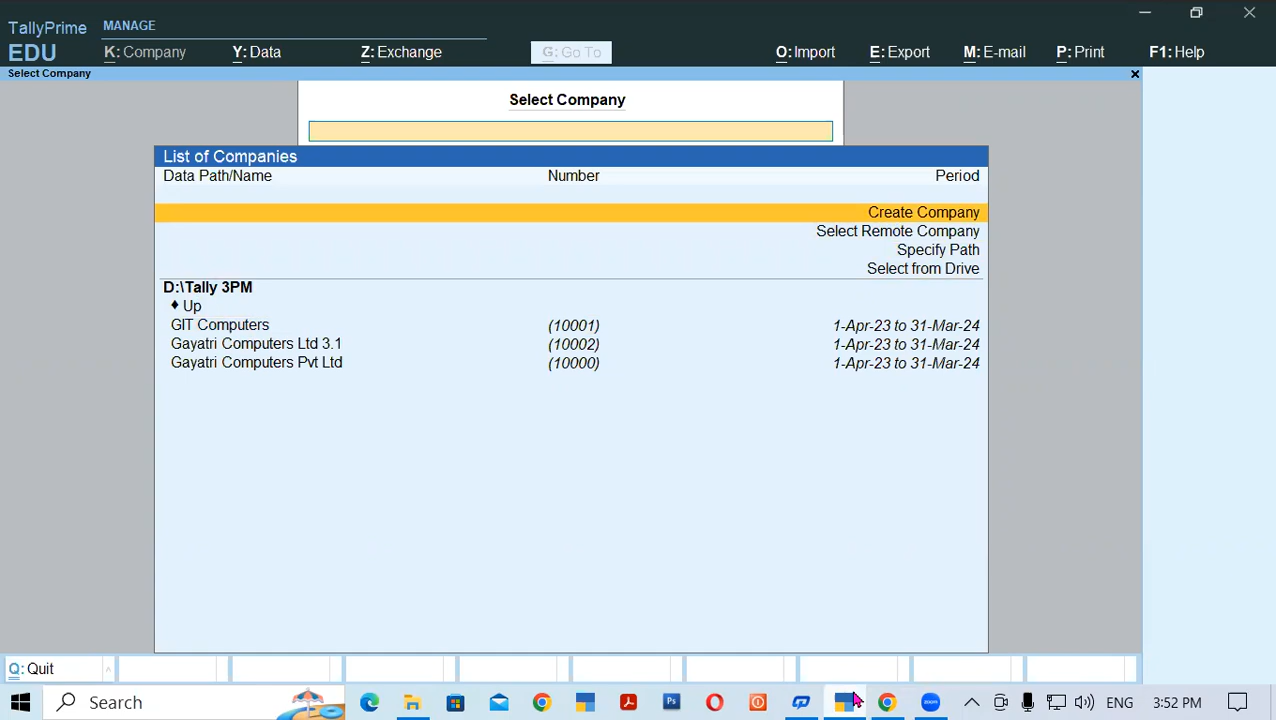 TallyPrime MANAGE
EDU K: Company Y: Data Z: Exchange G: Go To O: Import E: Export M: E-mail P: Print F1: Help
Select Company ×
Select Company
List of Companies
Data Path/Name Number Period
Create Company
Select Remote Company
Specify Path
Select from Drive
D:\Tally 3PM
♦ Up
GIT Computers (10001) 1-Apr-23 to 31-Mar-24
Gayatri Computers Ltd 3.1 (10002) 1-Apr-23 to 31-Mar-24
Gayatri Computers Pvt Ltd (10000) 1-Apr-23 to 31-Mar-24
Q: Quit
Search Ps zoom ENG 3:52 PM